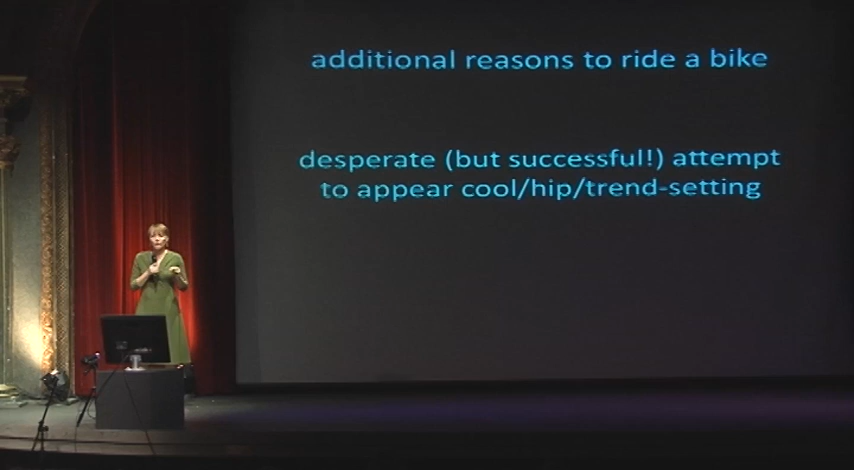 additional reasons to ride a bike
desperate (but successful!) attempt
to appear cool/hip/trend-setting